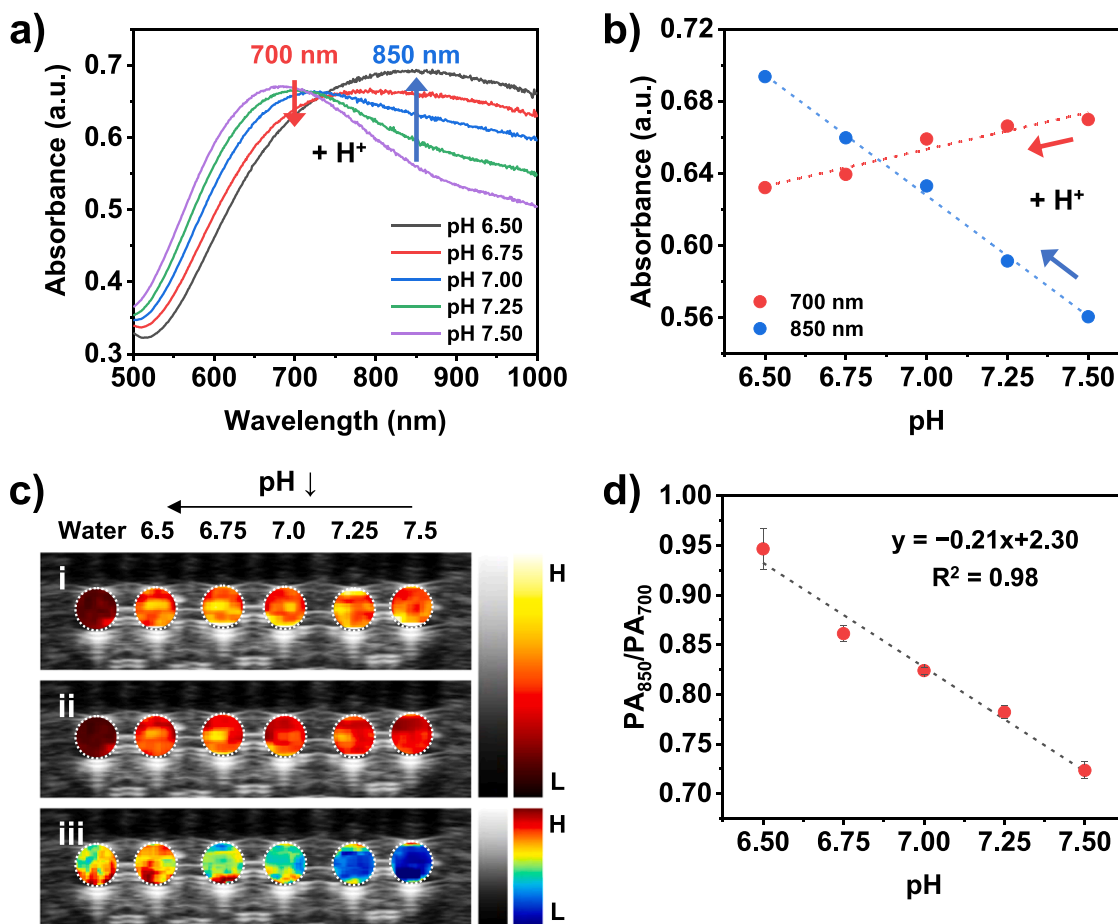 a)
700 nm
850 nm
+ H⁺
pH 6.50
pH 6.75
pH 7.00
pH 7.25
pH 7.50
0.7
0.6
0.5
0.4
0.3
Absorbance (a.u.)
500 600 700 800 900 1000
Wavelength (nm)
b)
0.72
0.68
0.64
0.60
0.56
Absorbance (a.u.)
+ H⁺
700 nm
850 nm
6.50 6.75 7.00 7.25 7.50
pH
c)
pH ↓
Water 6.5 6.75 7.0 7.25 7.5
i
H
ii
L
iii
H
L
d)
1.00
0.95
0.90
0.85
0.80
0.75
0.70
PA₈₅₀/PA₇₀₀
y = −0.21x+2.30
R² = 0.98
6.50 6.75 7.00 7.25 7.50
pH